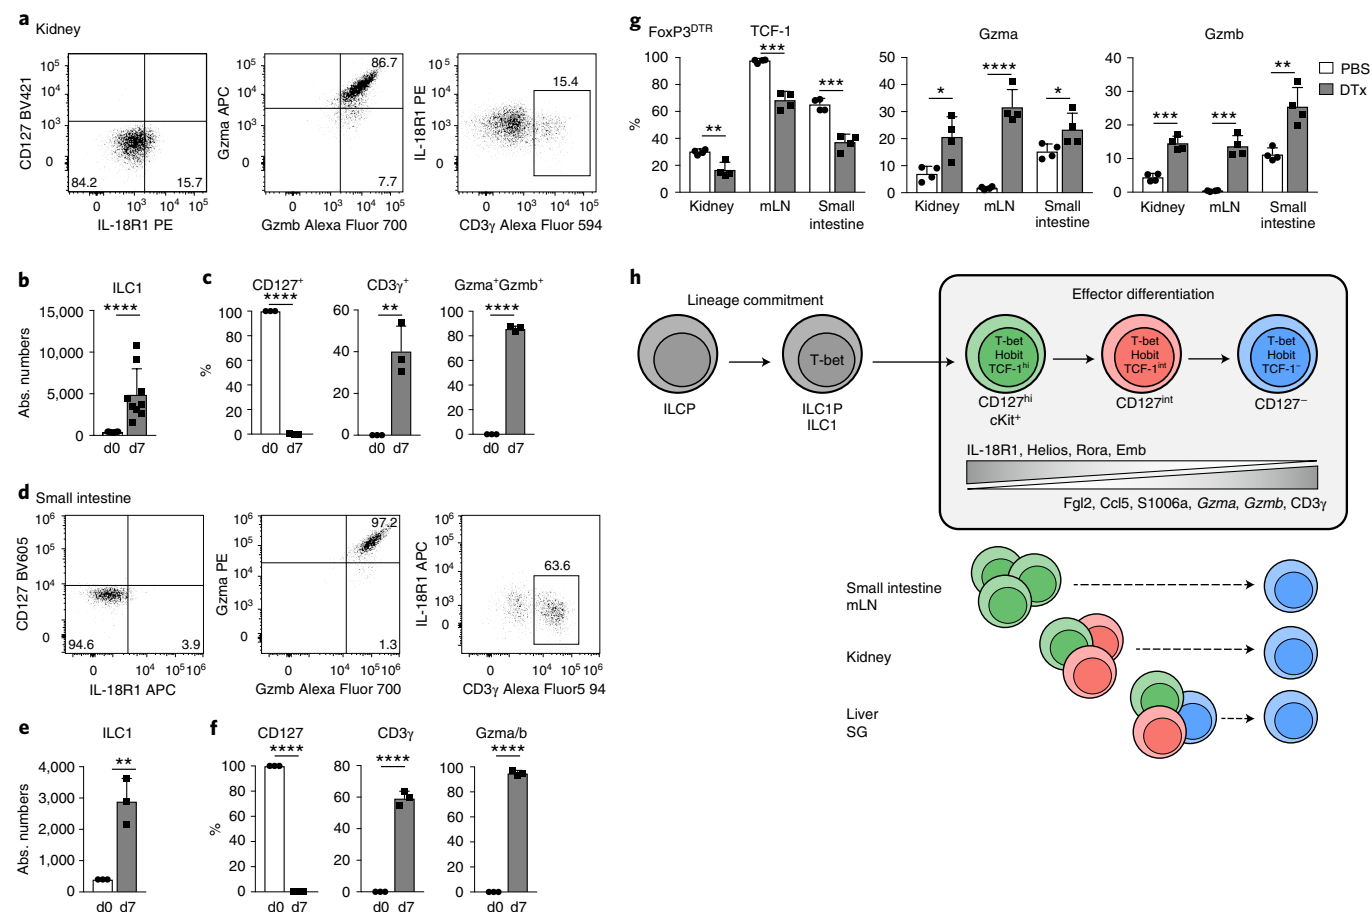 a
Kidney
CD127 BV421
10⁵
10⁴
10³
0
84.2
15.7
0
10³
10⁴
10⁵
IL-18R1 PE
Gzma APC
10⁵
10⁴
10³
0
86.7
7.7
0
10³
10⁴
10⁵
Gzmb Alexa Fluor 700
IL-18R1 PE
10⁵
10⁴
10³
0
15.4
0
10³
10⁴
10⁵
CD3γ Alexa Fluor 594
b
ILC1
****
Abs. numbers
15,000
10,000
5,000
0
d0 d7
c
CD127⁺
****
%
100
80
60
40
20
0
d0 d7
CD3γ⁺
**
60
40
20
0
d0 d7
Gzma⁺Gzmb⁺
****
100
80
60
40
20
0
d0 d7
d
Small intestine
CD127 BV605
10⁶
10⁵
10⁴
0
94.6
3.9
0
10⁴
10⁵
10⁶
IL-18R1 APC
Gzma PE
10⁶
10⁵
10⁴
10³
0
97.2
1.3
0
10⁴
10⁵
10⁶
Gzmb Alexa Fluor 700
IL-18R1 APC
10⁶
10⁵
10⁴
10³
0
63.6
0
10⁴
10⁵
10⁶
CD3γ Alexa Fluor5 94
e
ILC1
**
Abs. numbers
4,000
3,000
2,000
1,000
0
d0 d7
f
CD127
****
%
100
80
60
40
20
0
d0 d7
CD3γ
****
80
60
40
20
0
d0 d7
Gzma/b
****
100
80
60
40
20
0
d0 d7
g
FoxP3ᴰᵀᴿ
TCF-1
%
100
80
60
40
20
0
**
***
***
Kidney
mLN
Small
intestine
Gzma
50
40
30
20
10
0
*
****
*
Kidney
mLN
Small
intestine
Gzmb
40
30
20
10
0
***
***
**
Kidney
mLN
Small
intestine
PBS
DTx
h
Lineage commitment
Effector differentiation
ILCP
T-bet
ILC1P
ILC1
T-bet
Hobit
TCF-1ʰⁱ
CD127ʰⁱ
cKit⁺
T-bet
Hobit
TCF-1ⁱⁿᵗ
CD127ⁱⁿᵗ
T-bet
Hobit
TCF-1⁻
CD127⁻
IL-18R1, Helios, Rora, Emb
Fgl2, Ccl5, S1006a, Gzma, Gzmb, CD3γ
Small intestine
mLN
Kidney
Liver
SG